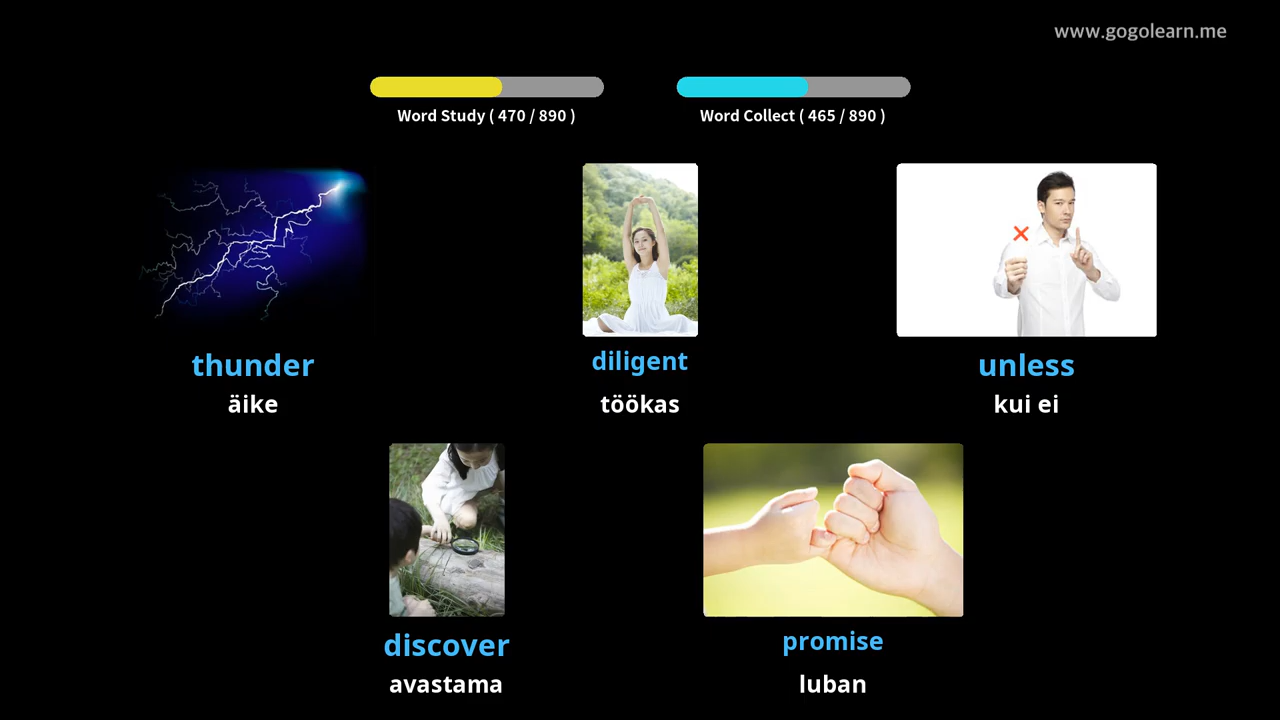 www.gogolearn.me
Word Study ( 470 / 890 )
Word Collect ( 465 / 890 )
thunder
äike
diligent
töökas
unless
kui ei
discover
avastama
promise
luban